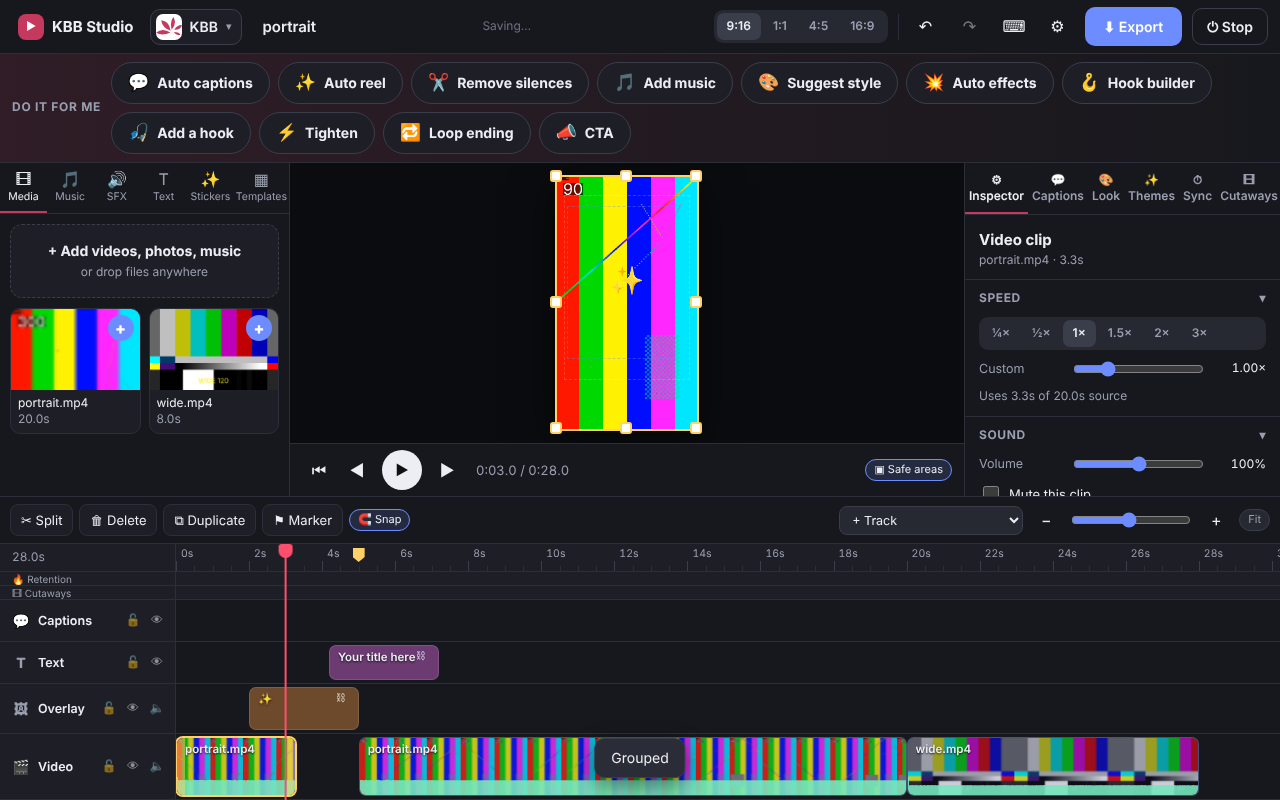 KBB Studio
KBB
portrait
Saving...
9:16 1:1 4:5 16:9
Export
Stop
DO IT FOR ME
Auto captions
Auto reel
Remove silences
Add music
Suggest style
Auto effects
Hook builder
Add a hook
Tighten
Loop ending
CTA
Media
Music
SFX
Text
Stickers
Templates
+ Add videos, photos, music
or drop files anywhere
portrait.mp4
20.0s
WIDE 120
wide.mp4
8.0s
90
0:03.0 / 0:28.0
Safe areas
Inspector
Captions
Look
Themes
Sync
Cutaways
Video clip
portrait.mp4 · 3.3s
SPEED
¼× ½× 1× 1.5× 2× 3×
Custom 1.00×
Uses 3.3s of 20.0s source
SOUND
Volume 100%
Mute this clip
Split
Delete
Duplicate
Marker
Snap
+ Track
Fit
28.0s
0s 2s 4s 6s 8s 10s 12s 14s 16s 18s 20s 22s 24s 26s 28s
Retention
Cutaways
Captions
Text
Your title here
Overlay
Video
portrait.mp4
portrait.mp4
wide.mp4
Grouped